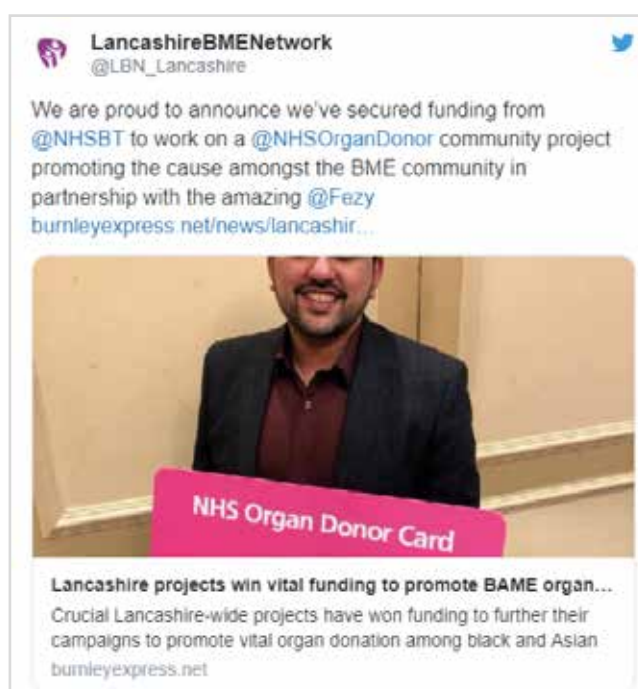 LancashireBMENetwork
@LBN_Lancashire
We are proud to announce we've secured funding from
@NHSBT to work on a @NHSOrganDonor community project
promoting the cause amongst the BME community in
partnership with the amazing @Fezy
burnleyexpress.net/news/lancashir...
NHS Organ Donor Card
Lancashire projects win vital funding to promote BAME organ...
Crucial Lancashire-wide projects have won funding to further their
campaigns to promote vital organ donation among black and Asian
burnleyexpress.net